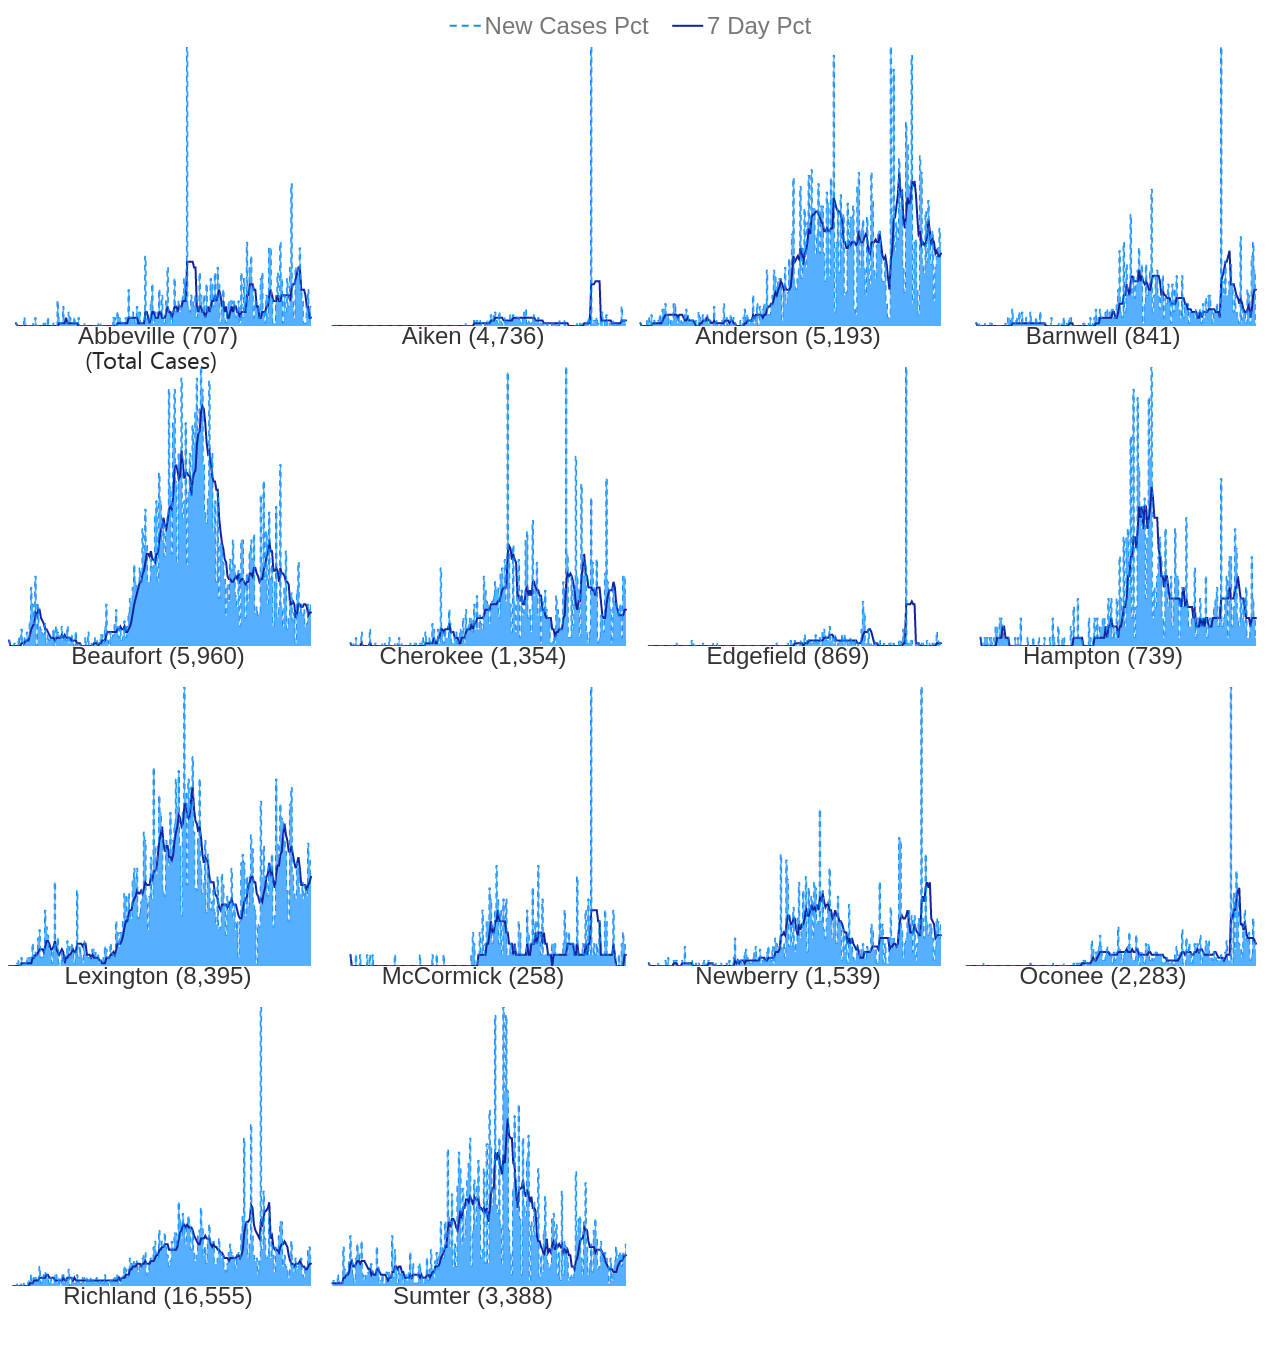 New Cases Pct 7 Day Pct
Abbeville (707) Aiken (4,736) Anderson (5,193) Barnwell (841)
(Total Cases)
Beaufort (5,960) Cherokee (1,354) Edgefield (869) Hampton (739)
Lexington (8,395) McCormick (258) Newberry (1,539) Oconee (2,283)
Richland (16,555) Sumter (3,388)